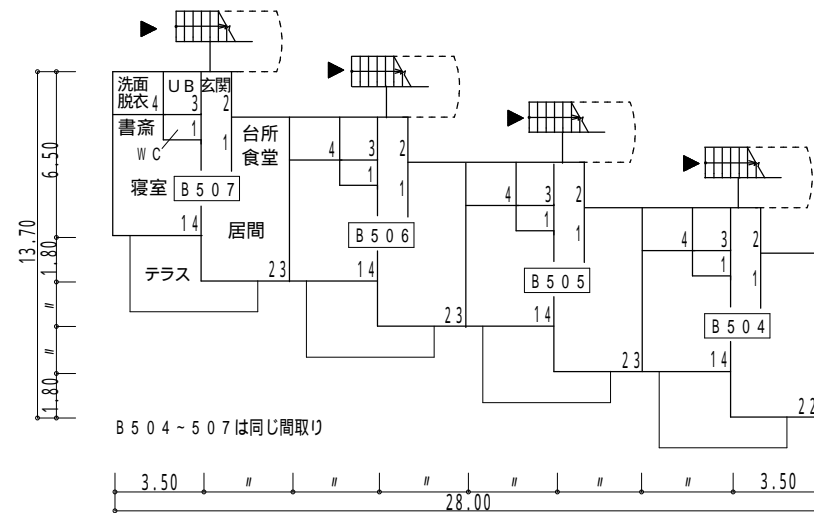 洗面 UB 玄関
脱衣 4 3 2
書斎 1 1
WC
台所
食堂
寝室 B507
14
居間
テラス
23
4 3 2
1 1
B506
14
23
4 3 2
1 1
B505
14
23
4 3 2
1 1
B504
14
22
6.50
13.70
1.80
〃
〃
1.80
B504~507は同じ間取り
3.50 〃 〃 〃 〃 〃 〃 3.50
28.00